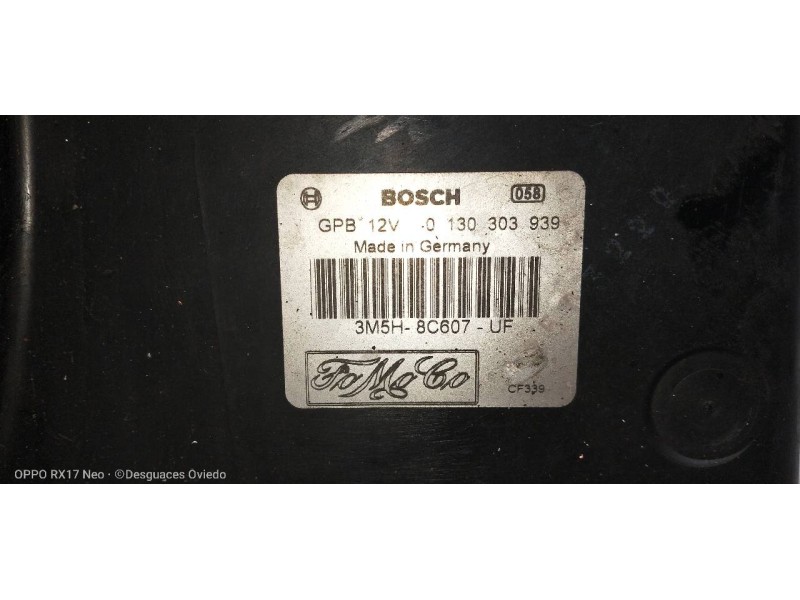 BOSCH 058
GPB 12V 0 130 303 939
Made in Germany
3M5H-8C607-UF
FoMoCo
CF339
OPPO RX17 Neo · ©Desguaces Oviedo